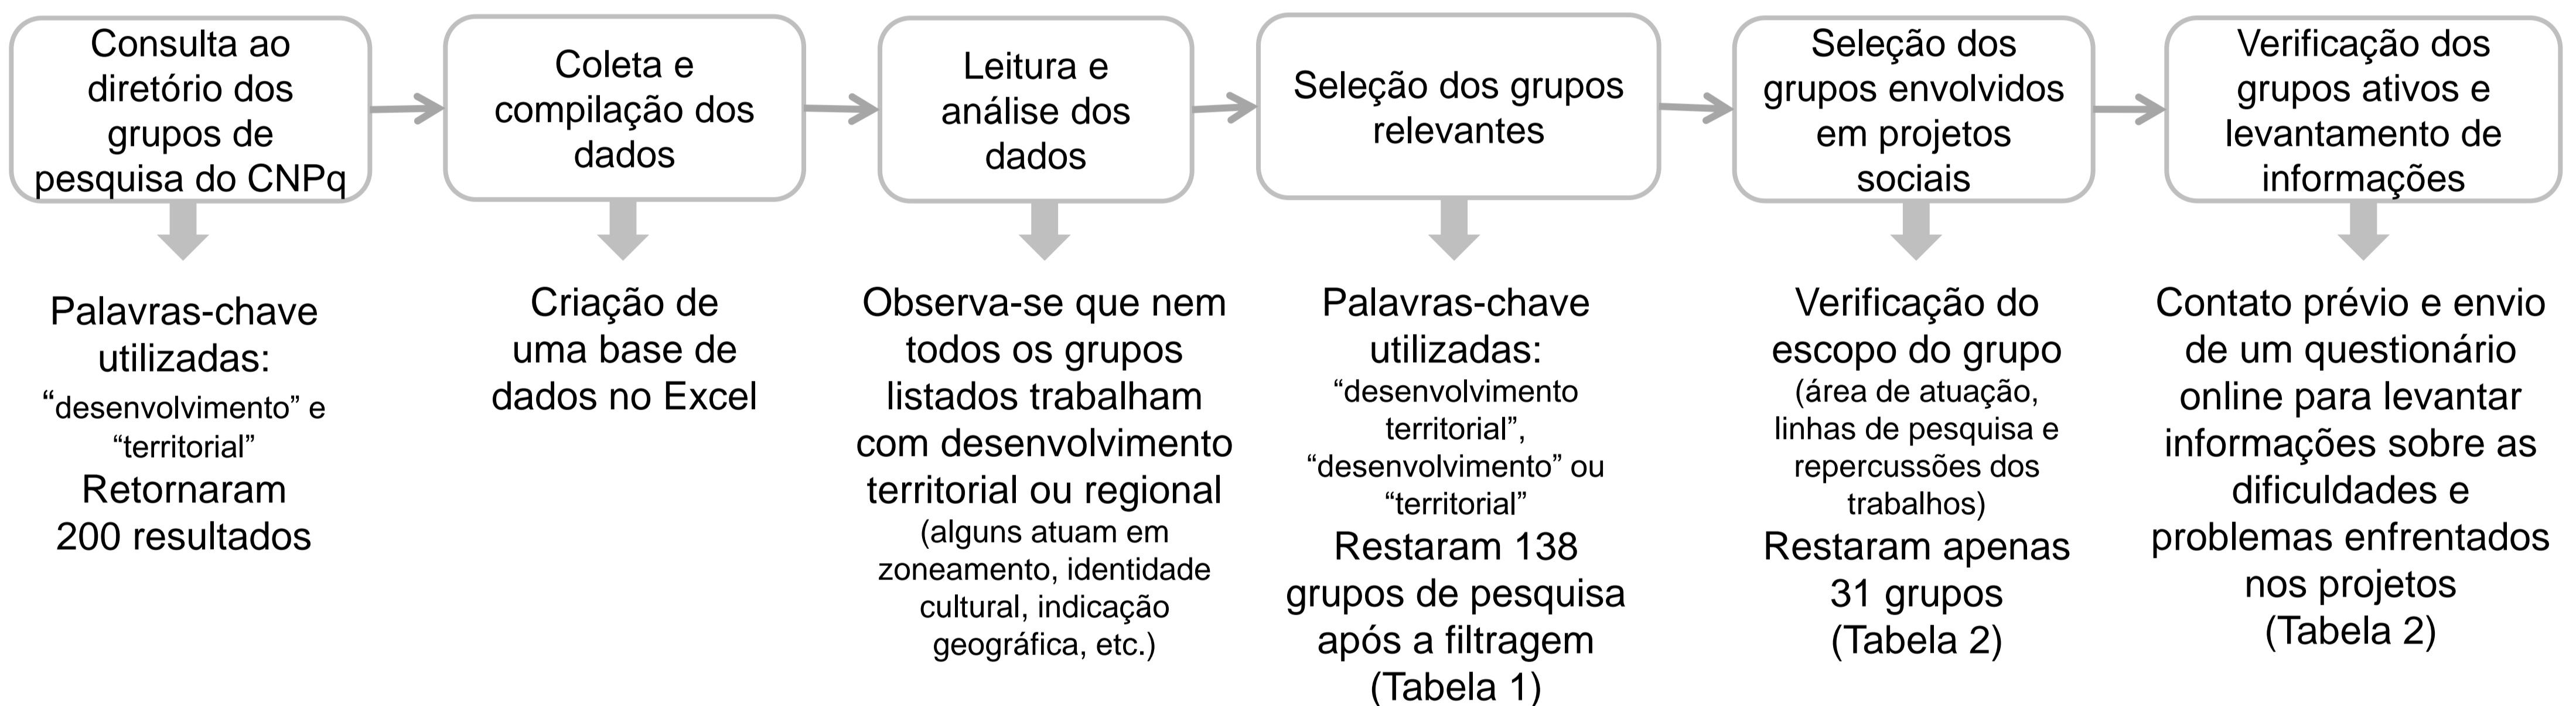 Consulta ao
diretório dos
grupos de
pesquisa do CNPq
Coleta e
compilação dos
dados
Leitura e
análise dos
dados
Seleção dos grupos
relevantes
Seleção dos
grupos envolvidos
em projetos
sociais
Verificação dos
grupos ativos e
levantamento de
informações
Palavras-chave
utilizadas:
“desenvolvimento” e
“territorial”
Retornaram
200 resultados
Criação de
uma base de
dados no Excel
Observa-se que nem
todos os grupos
listados trabalham
com desenvolvimento
territorial ou regional
(alguns atuam em
zoneamento, identidade
cultural, indicação
geográfica, etc.)
Palavras-chave
utilizadas:
“desenvolvimento
territorial”,
“desenvolvimento” ou
“territorial”
Restaram 138
grupos de pesquisa
após a filtragem
(Tabela 1)
Verificação do
escopo do grupo
(área de atuação,
linhas de pesquisa e
repercussões dos
trabalhos)
Restaram apenas
31 grupos
(Tabela 2)
Contato prévio e envio
de um questionário
online para levantar
informações sobre as
dificuldades e
problemas enfrentados
nos projetos
(Tabela 2)